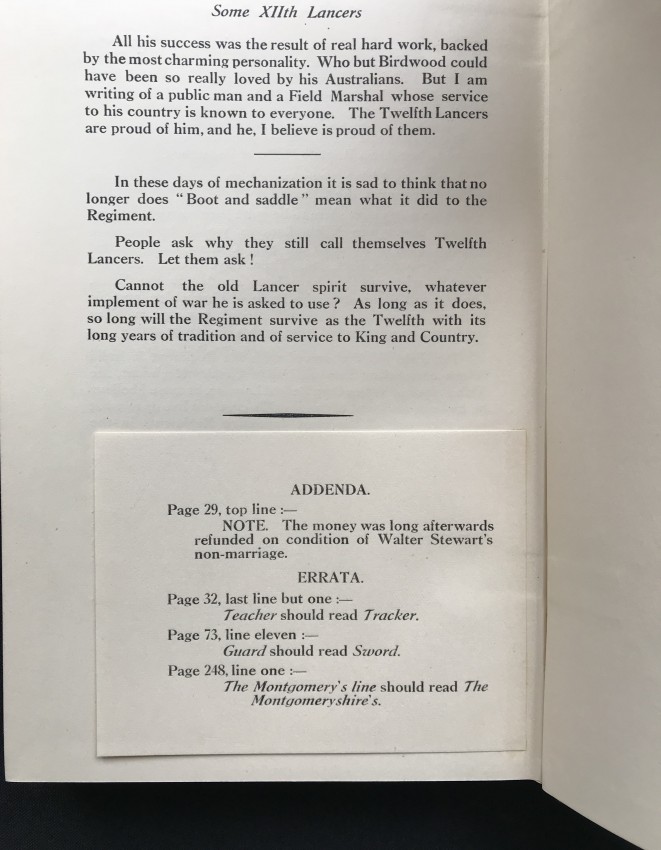 Some XIIth Lancers
All his success was the result of real hard work, backed
by the most charming personality. Who but Birdwood could
have been so really loved by his Australians. But I am
writing of a public man and a Field Marshal whose service
to his country is known to everyone. The Twelfth Lancers
are proud of him, and he, I believe is proud of them.
In these days of mechanization it is sad to think that no
longer does "Boot and saddle" mean what it did to the
Regiment.
People ask why they still call themselves Twelfth
Lancers. Let them ask !
Cannot the old Lancer spirit survive, whatever
implement of war he is asked to use ? As long as it does,
so long will the Regiment survive as the Twelfth with its
long years of tradition and of service to King and Country.
ADDENDA.
Page 29, top line :—
NOTE. The money was long afterwards
refunded on condition of Walter Stewart's
non-marriage.
ERRATA.
Page 32, last line but one :—
Teacher should read Tracker.
Page 73, line eleven :—
Guard should read Sword.
Page 248, line one :—
The Montgomery's line should read The
Montgomeryshire's.